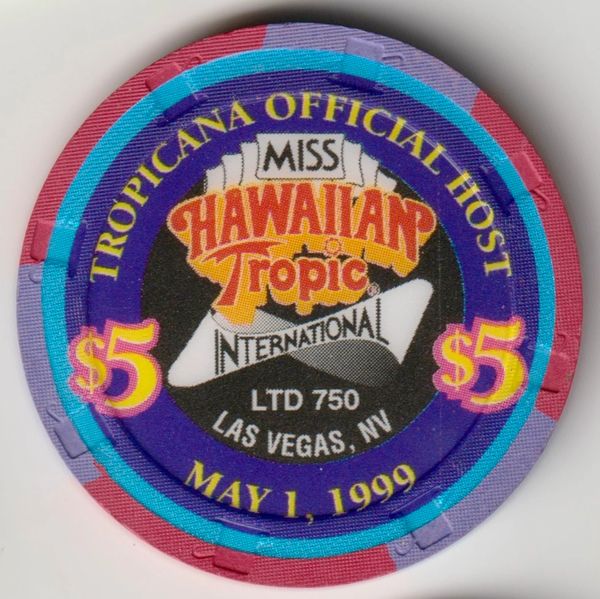 TROPICANA OFFICIAL HOST
MISS
HAWAIIAN
Tropic®
INTERNATIONAL
$5 $5
LTD 750
LAS VEGAS, NV
MAY 1, 1999